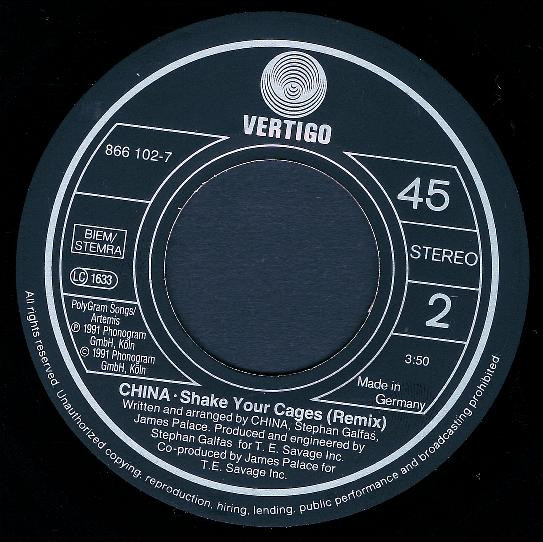 VERTIGO
866 102-7
45
BIEM/
STEMRA
STEREO
LC 1633
2
PolyGram Songs/
Artemis
℗ 1991 Phonogram
GmbH, Köln
© 1991 Phonogram
GmbH, Köln
3:50
Made in
Germany
CHINA · Shake Your Cages (Remix)
Written and arranged by CHINA, Stephan Galfas,
James Palace. Produced and engineered by
Stephan Galfas for T. E. Savage Inc.
Co-produced by James Palace for
T.E. Savage Inc.
All rights reserved. Unauthorized copying, reproduction, hiring, lending, public performance and broadcasting prohibited